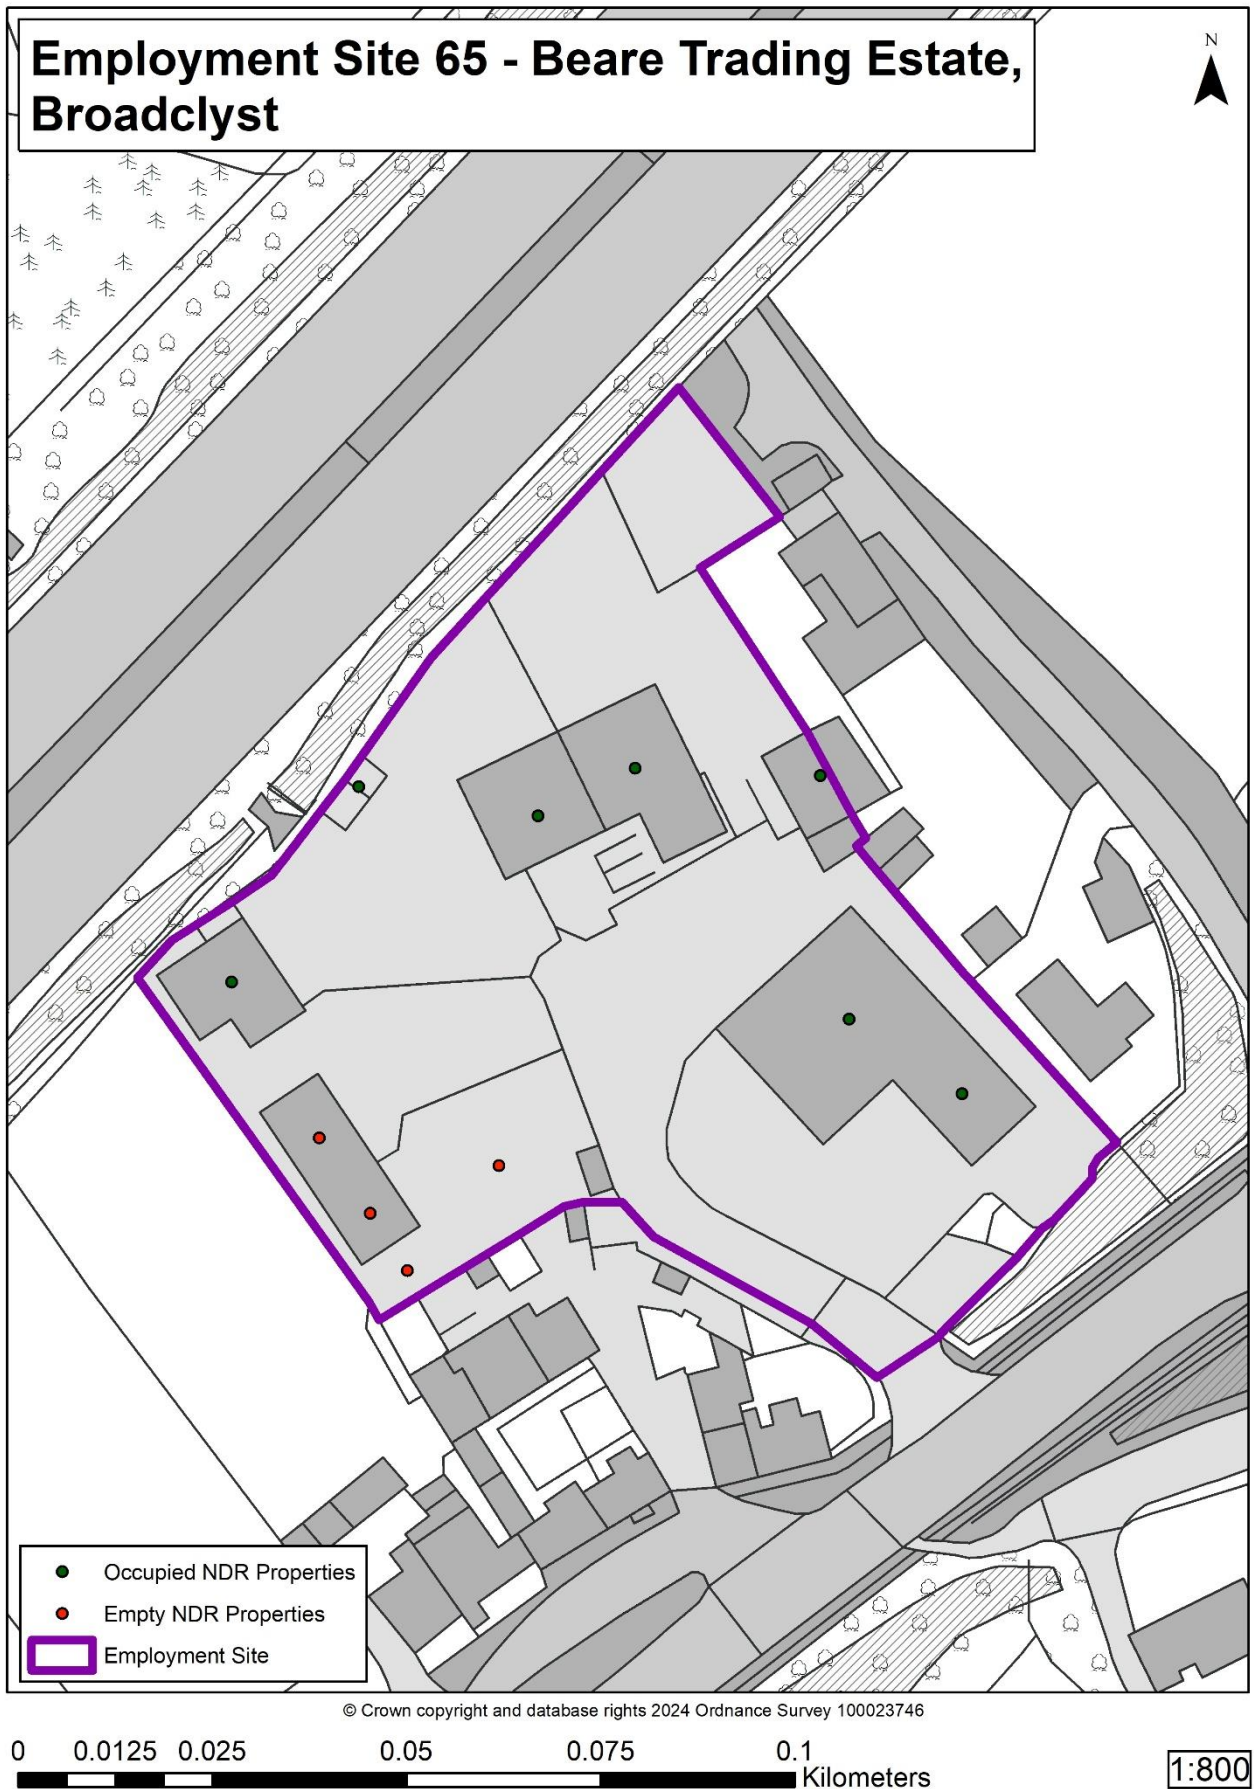 Employment Site 65 - Beare Trading Estate,
Broadclyst
N
Occupied NDR Properties
Empty NDR Properties
Employment Site
© Crown copyright and database rights 2024 Ordnance Survey 100023746
0 0.0125 0.025 0.05 0.075 0.1
Kilometers
1:800